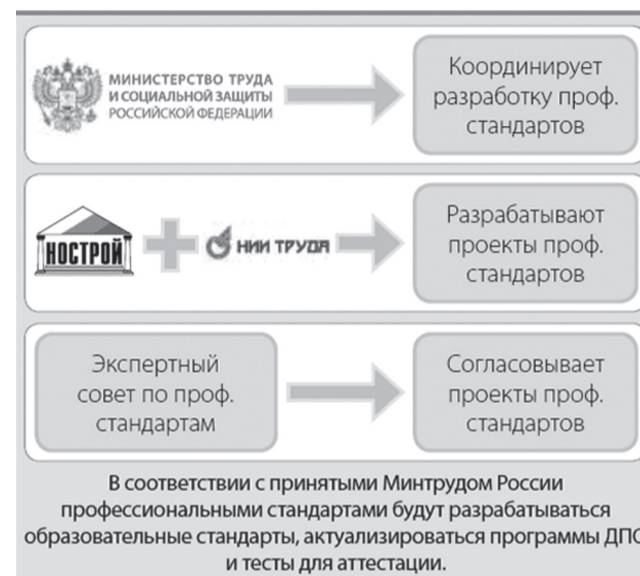 МИНИСТЕРСТВО ТРУДА
И СОЦИАЛЬНОЙ ЗАЩИТЫ
РОССИЙСКОЙ ФЕДЕРАЦИИ
Координирует
разработку проф.
стандартов
НОСТРОЙ
НИИ ТРУДА
Разрабатывают
проекты проф.
стандартов
Экспертный
совет по проф.
стандартам
Согласовывает
проекты проф.
стандартов
В соответствии с принятыми Минтрудом России
профессиональными стандартами будут разрабатываться
образовательные стандарты, актуализироваться программы ДПО
и тесты для аттестации.